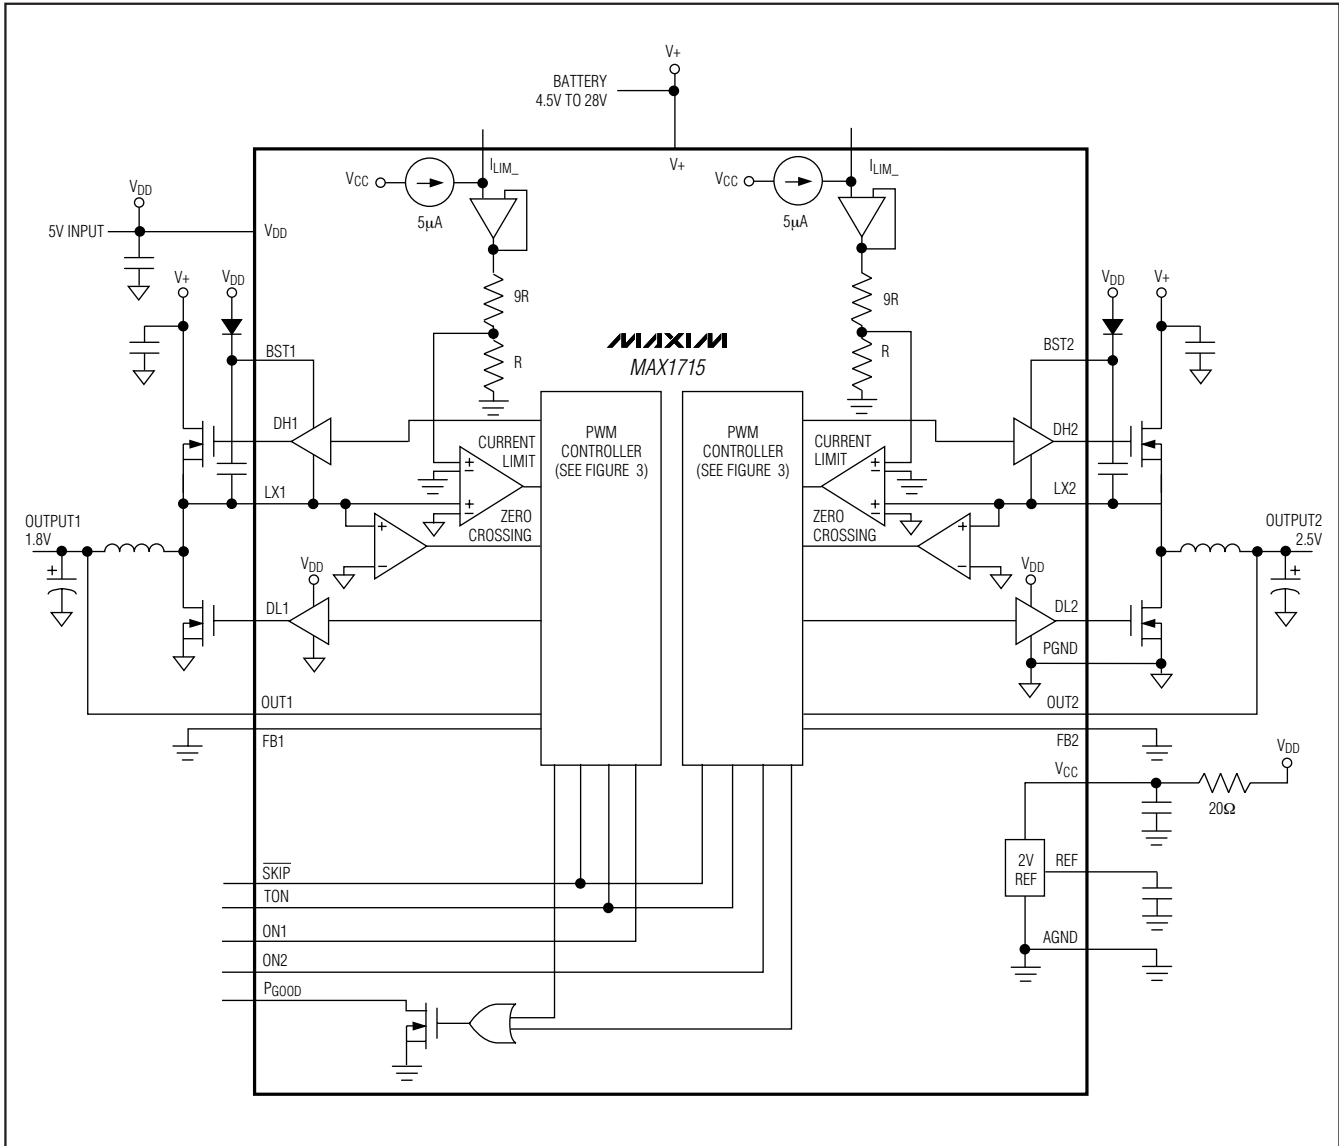 V+
BATTERY
4.5V TO 28V
V+
ILIM_
VCC
5µA
ILIM_
VCC
5µA
VDD
5V INPUT
VDD
V+
VDD
9R
R
9R
R
VDD
V+
MAXIM
MAX1715
BST1
BST2
DH1
DH2
PWM
CONTROLLER
(SEE FIGURE 3)
PWM
CONTROLLER
(SEE FIGURE 3)
CURRENT
LIMIT
CURRENT
LIMIT
+
−
+
−
+
−
+
−
LX1
LX2
ZERO
CROSSING
ZERO
CROSSING
+
−
+
−
OUTPUT1
1.8V
+
OUTPUT2
2.5V
+
VDD
VDD
DL1
DL2
PGND
OUT1
OUT2
FB1
FB2
VCC
VDD
20Ω
2V
REF
REF
AGND
SKIP
TON
ON1
ON2
PGOOD